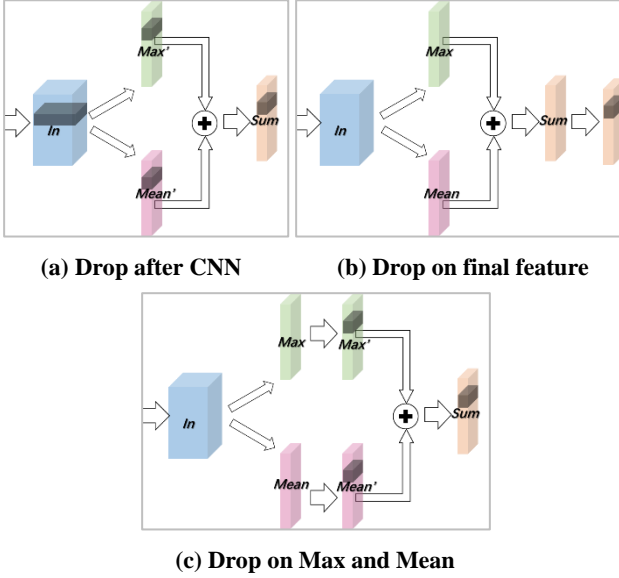 Max'
In
Sum
Mean'
(a) Drop after CNN
Max
In
Sum
Mean
(b) Drop on final feature
Max
Max'
In
Sum
Mean
Mean'
(c) Drop on Max and Mean